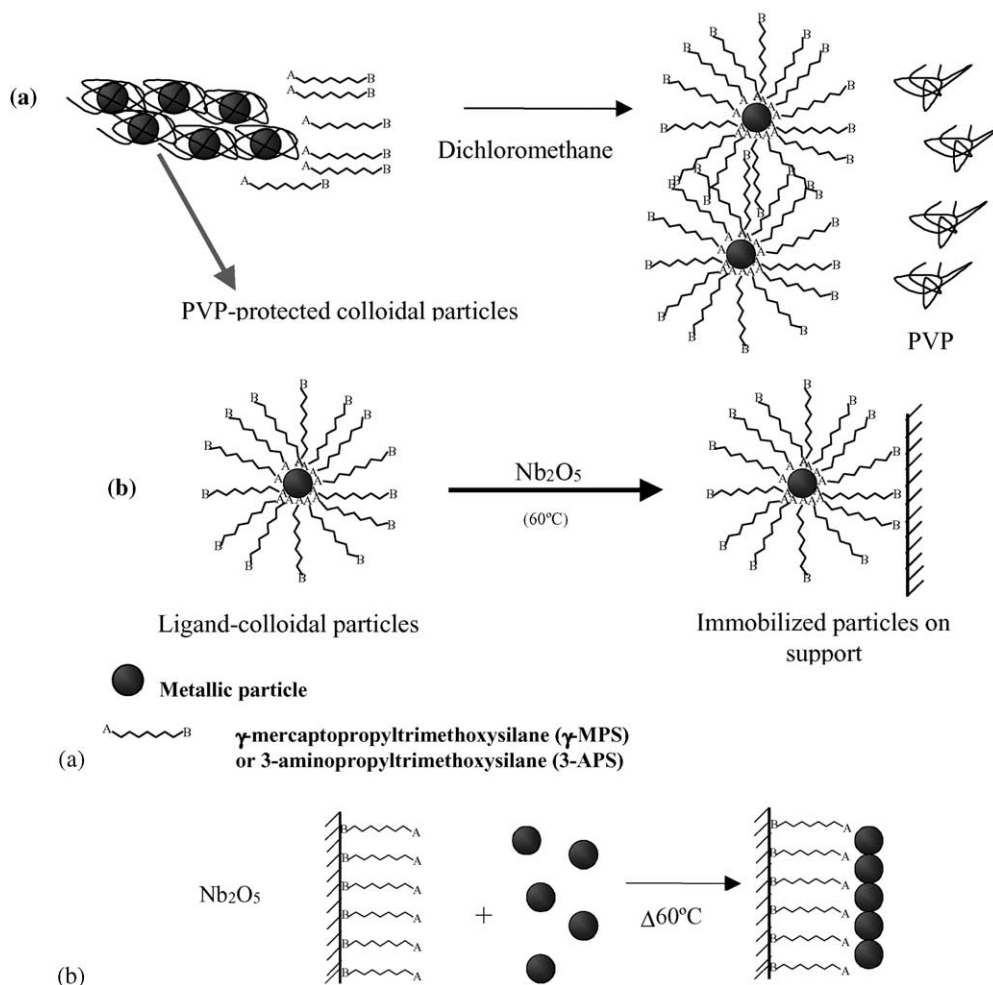 (a)
A B
A B
A B
A B
A B
A B
Dichloromethane
PVP-protected colloidal particles
PVP
(b)
Nb₂O₅
(60ºC)
Ligand-colloidal particles
Immobilized particles on
support
Metallic particle
A B
γ-mercaptopropyltrimethoxysilane (γ-MPS)
(a)
or 3-aminopropyltrimethoxysilane (3-APS)
B A B A
B A B A
B A B A
Nb₂O₅
+
Δ60ºC
B A B A
B A B A
B A B A
(b)